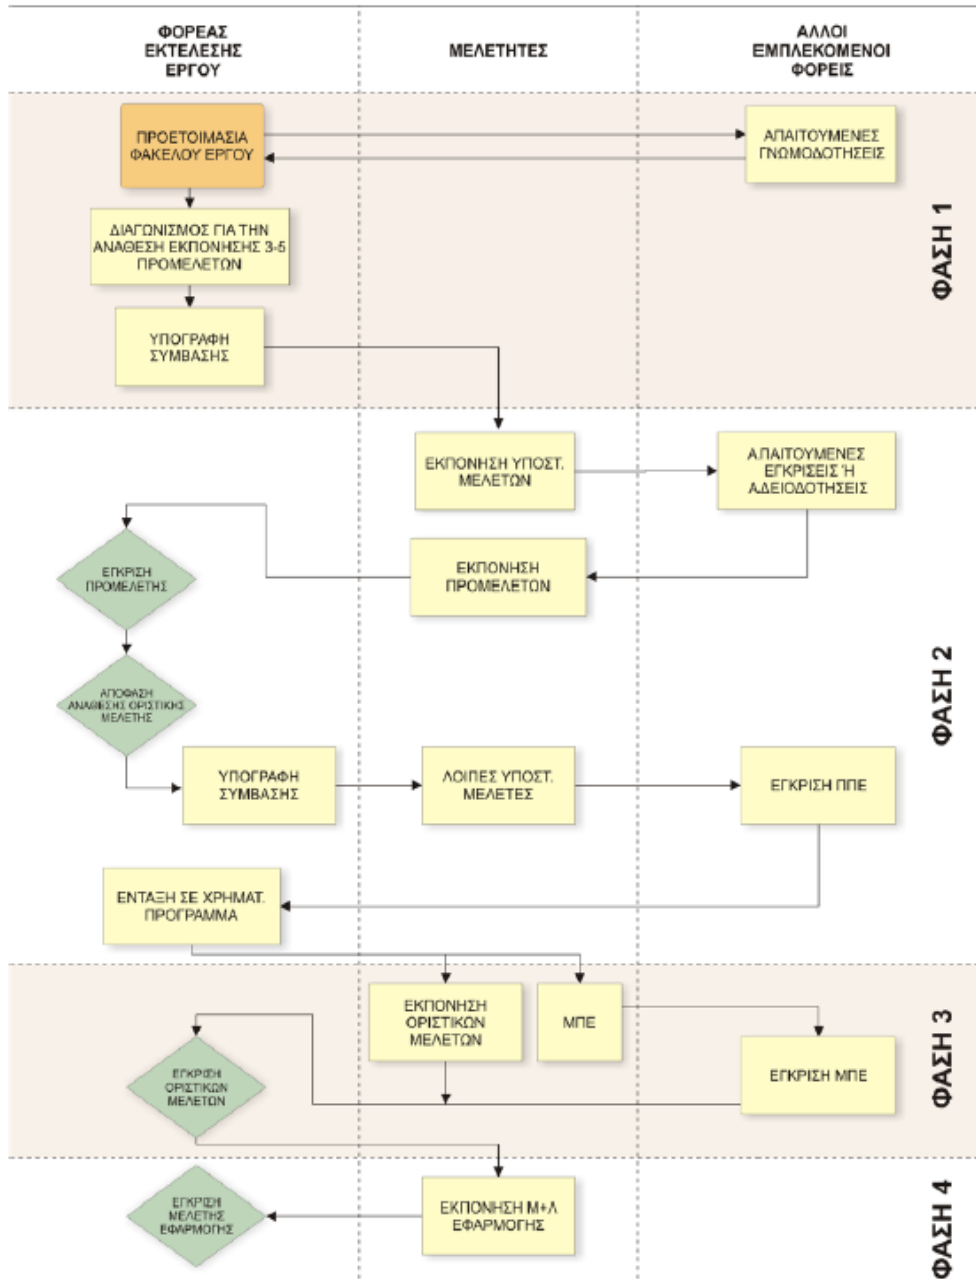 ΦΟΡΕΑΣ
ΕΚΤΕΛΕΣΗΣ
ΕΡΓΟΥ
ΜΕΛΕΤΗΤΕΣ
ΑΛΛΟΙ
ΕΜΠΛΕΚΟΜΕΝΟΙ
ΦΟΡΕΙΣ
ΦΑΣΗ 1
ΠΡΟΕΤΟΙΜΑΣΙΑ
ΦΑΚΕΛΟΥ ΕΡΓΟΥ
ΑΠΑΙΤΟΥΜΕΝΕΣ
ΓΝΩΜΟΔΟΤΗΣΕΙΣ
ΔΙΑΓΩΝΙΣΜΟΣ ΓΙΑ ΤΗΝ
ΑΝΑΘΕΣΗ ΕΚΠΟΝΗΣΗΣ 3-5
ΠΡΟΜΕΛΕΤΩΝ
ΥΠΟΓΡΑΦΗ
ΣΥΜΒΑΣΗΣ
ΦΑΣΗ 2
ΕΚΠΟΝΗΣΗ ΥΠΟΣΤ.
ΜΕΛΕΤΩΝ
ΑΠΑΙΤΟΥΜΕΝΕΣ
ΕΓΚΡΙΣΕΙΣ Ή
ΑΔΕΙΟΔΟΤΗΣΕΙΣ
ΕΚΠΟΝΗΣΗ
ΠΡΟΜΕΛΕΤΩΝ
ΕΓΚΡΙΣΗ
ΠΡΟΜΕΛΕΤΗΣ
ΑΠΟΦΑΣΗ
ΑΝΑΘΕΣΗΣ ΟΡΙΣΤΙΚΗΣ
ΜΕΛΕΤΗΣ
ΥΠΟΓΡΑΦΗ
ΣΥΜΒΑΣΗΣ
ΛΟΙΠΕΣ ΥΠΟΣΤ.
ΜΕΛΕΤΕΣ
ΕΓΚΡΙΣΗ ΠΠΕ
ΕΝΤΑΞΗ ΣΕ ΧΡΗΜΑΤ.
ΠΡΟΓΡΑΜΜΑ
ΦΑΣΗ 3
ΕΚΠΟΝΗΣΗ
ΟΡΙΣΤΙΚΩΝ
ΜΕΛΕΤΩΝ
ΜΠΕ
ΕΓΚΡΙΣΗ ΜΠΕ
ΕΓΚΡΙΣΗ
ΟΡΙΣΤΙΚΩΝ
ΜΕΛΕΤΩΝ
ΦΑΣΗ 4
ΕΚΠΟΝΗΣΗ Μ+Λ
ΕΦΑΡΜΟΓΗΣ
ΕΓΚΡΙΣΗ
ΜΕΛΕΤΗΣ
ΕΦΑΡΜΟΓΗΣ